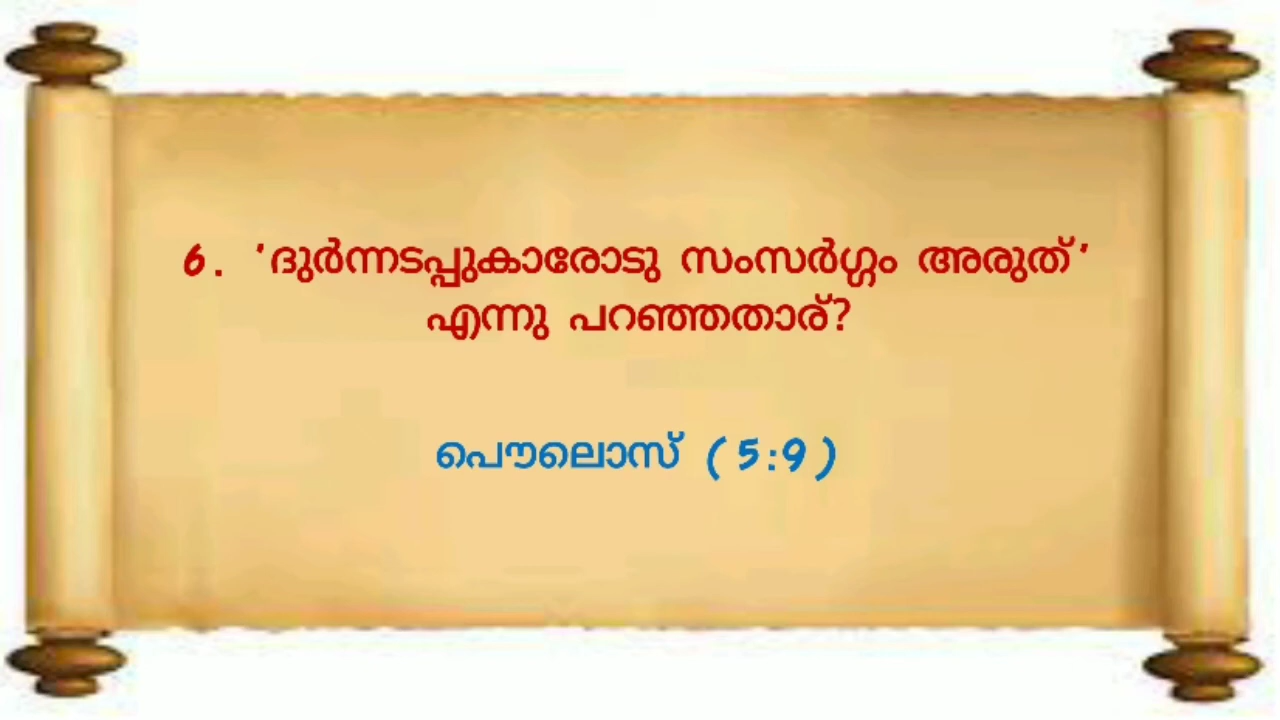 6. 'ദുർന്നടപ്പുകാരോടു സംസർഗ്ഗം അരുത്'
എന്നു പറഞ്ഞതാര്?
പൌലൊസ് (5:9)